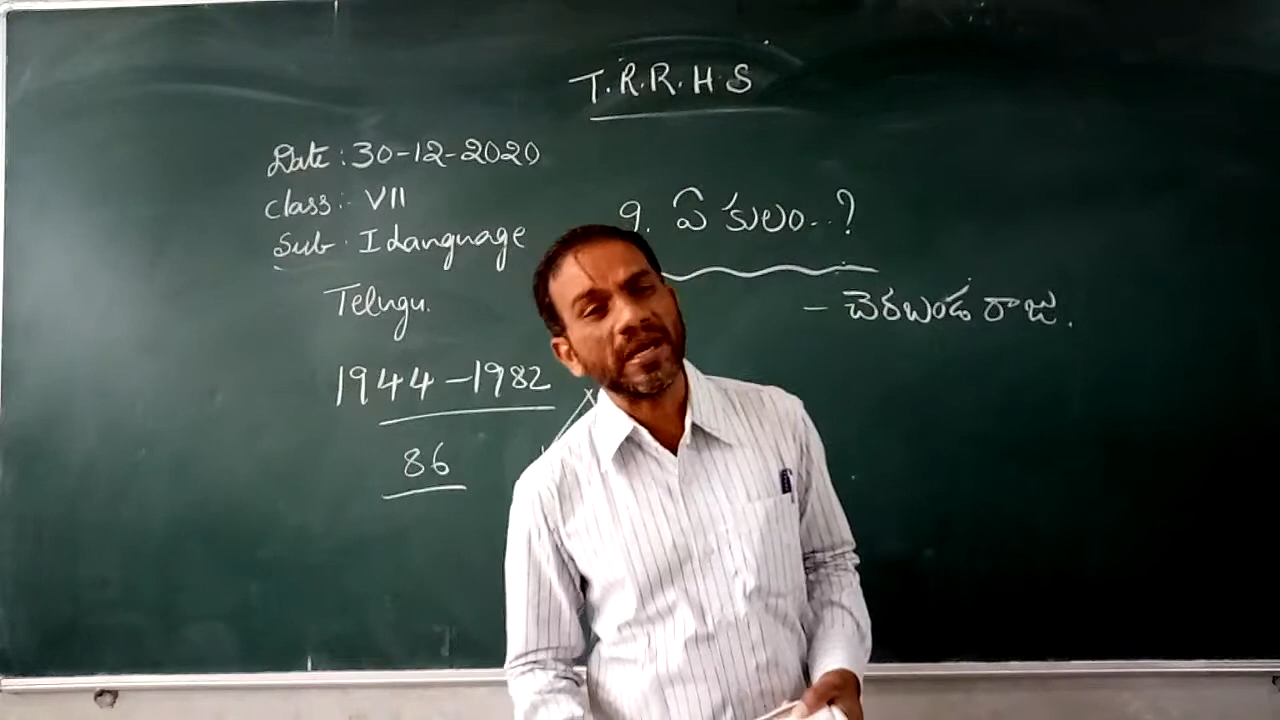 T.R.R.H.S
Date : 30-12-2020
Class : VII
Sub : I Language
Telugu.
1944 - 1982
86
9. ఏ కులం..?
- చెరబండ రాజు.